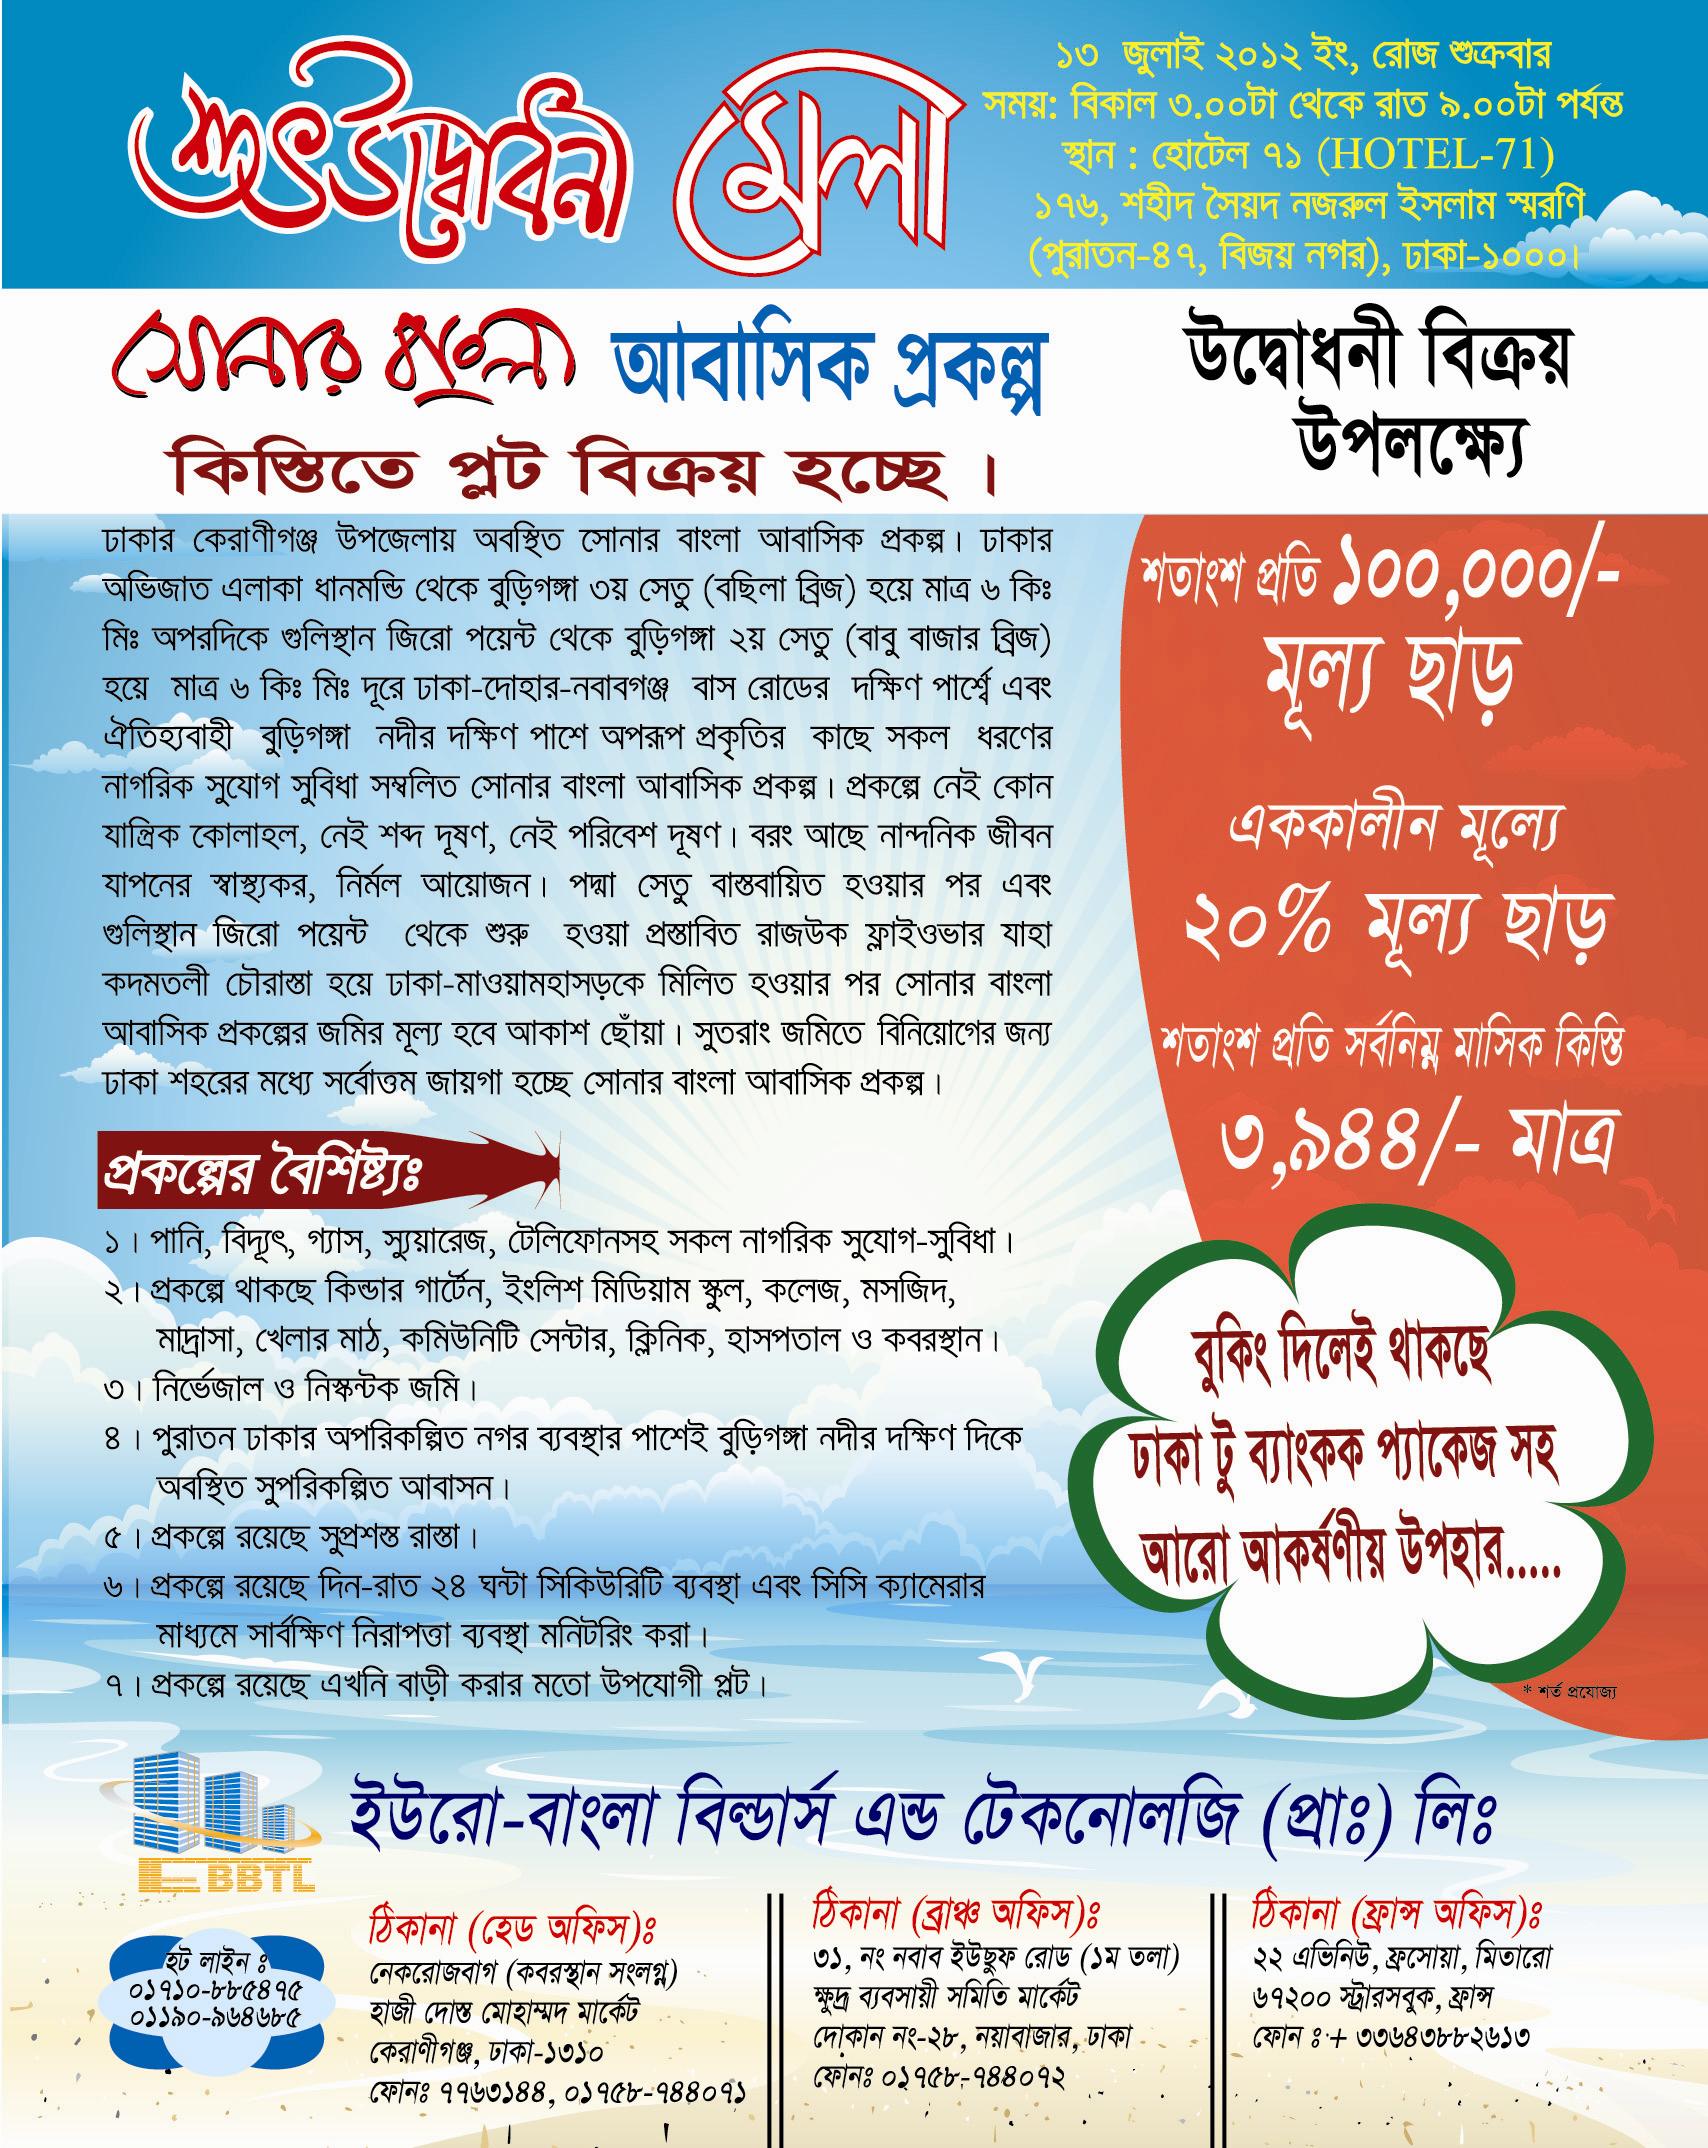 শুভ উদ্বোধনী মেলা
১৩ জুলাই ২০১২ ইং, রোজ শুক্রবার
সময়: বিকাল ৩.০০টা থেকে রাত ৯.০০টা পর্যন্ত
স্থান : হোটেল ৭১ (HOTEL-71)
১৭৬, শহীদ সৈয়দ নজরুল ইসলাম স্মরণি
(পুরাতন-৪৭, বিজয় নগর), ঢাকা-১০০০।
সোনার বাংলা আবাসিক প্রকল্প
কিস্তিতে প্লট বিক্রয় হচ্ছে ।
উদ্বোধনী বিক্রয়
উপলক্ষ্যে
ঢাকার কেরাণীগঞ্জ উপজেলায় অবস্থিত সোনার বাংলা আবাসিক প্রকল্প। ঢাকার
অভিজাত এলাকা ধানমন্ডি থেকে বুড়িগঙ্গা ৩য় সেতু (বছিলা ব্রিজ) হয়ে মাত্র ৬ কিঃ
মিঃ অপরদিকে গুলিস্থান জিরো পয়েন্ট থেকে বুড়িগঙ্গা ২য় সেতু (বাবু বাজার ব্রিজ)
হয়ে মাত্র ৬ কিঃ মিঃ দূরে ঢাকা-দোহার-নবাবগঞ্জ বাস রোডের দক্ষিণ পার্শ্বে এবং
ঐতিহ্যবাহী বুড়িগঙ্গা নদীর দক্ষিণ পাশে অপরূপ প্রকৃতির কাছে সকল ধরণের
নাগরিক সুযোগ সুবিধা সম্বলিত সোনার বাংলা আবাসিক প্রকল্প। প্রকল্পে নেই কোন
যান্ত্রিক কোলাহল, নেই শব্দ দূষণ, নেই পরিবেশ দূষণ। বরং আছে নান্দনিক জীবন
যাপনের স্বাস্থ্যকর, নির্মল আয়োজন। পদ্মা সেতু বাস্তবায়িত হওয়ার পর এবং
গুলিস্থান জিরো পয়েন্ট থেকে শুরু হওয়া প্রস্তাবিত রাজউক ফ্লাইওভার যাহা
কদমতলী চৌরাস্তা হয়ে ঢাকা-মাওয়ামহাসড়কে মিলিত হওয়ার পর সোনার বাংলা
আবাসিক প্রকল্পের জমির মূল্য হবে আকাশ ছোঁয়া। সুতরাং জমিতে বিনিয়োগের জন্য
ঢাকা শহরের মধ্যে সর্বোত্তম জায়গা হচ্ছে সোনার বাংলা আবাসিক প্রকল্প।
শতাংশ প্রতি ১০০,০০০/-
মূল্য ছাড়
এককালীন মূল্যে
২০% মূল্য ছাড়
শতাংশ প্রতি সর্বনিম্ন মাসিক কিস্তি
৩,৯৪৪/- মাত্র
প্রকল্পের বৈশিষ্ট্যঃ
১। পানি, বিদ্যূৎ, গ্যাস, স্যুয়ারেজ, টেলিফোনসহ সকল নাগরিক সুযোগ-সুবিধা।
২। প্রকল্পে থাকছে কিন্ডার গার্টেন, ইংলিশ মিডিয়াম স্কুল, কলেজ, মসজিদ,
মাদ্রাসা, খেলার মাঠ, কমিউনিটি সেন্টার, ক্লিনিক, হাসপতাল ও কবরস্থান।
৩। নির্ভেজাল ও নিস্কন্টক জমি।
৪। পুরাতন ঢাকার অপরিকল্পিত নগর ব্যবস্থার পাশেই বুড়িগঙ্গা নদীর দক্ষিণ দিকে
অবস্থিত সুপরিকল্পিত আবাসন।
৫। প্রকল্পে রয়েছে সুপ্রশস্ত রাস্তা।
৬। প্রকল্পে রয়েছে দিন-রাত ২৪ ঘন্টা সিকিউরিটি ব্যবস্থা এবং সিসি ক্যামেরার
মাধ্যমে সার্বক্ষিণ নিরাপত্তা ব্যবস্থা মনিটরিং করা।
৭। প্রকল্পে রয়েছে এখনি বাড়ী করার মতো উপযোগী প্লট।
বুকিং দিলেই থাকছে
ঢাকা টু ব্যাংকক প্যাকেজ সহ
আরো আকর্ষণীয় উপহার.....
* শর্ত প্রযোজ্য
EBBTL
ইউরো-বাংলা বিল্ডার্স এন্ড টেকনোলজি (প্রাঃ) লিঃ
হট লাইন ঃ
০১৭১০-৮৮৫৪৭৫
০১১৯০-৯৬৪৬৮৫
ঠিকানা (হেড অফিস)ঃ
নেকরোজবাগ (কবরস্থান সংলগ্ন)
হাজী দোস্ত মোহাম্মদ মার্কেট
কেরাণীগঞ্জ, ঢাকা-১৩১০
ফোনঃ ৭৭৬৩১৪৪, ০১৭৫৮-৭৪৪০৭১
ঠিকানা (ব্রাঞ্চ অফিস)ঃ
৩১, নং নবাব ইউছুফ রোড (১ম তলা)
ক্ষুদ্র ব্যবসায়ী সমিতি মার্কেট
দোকান নং-২৮, নয়াবাজার, ঢাকা
ফোনঃ ০১৭৫৮-৭৪৪০৭২
ঠিকানা (ফ্রান্স অফিস)ঃ
২২ এভিনিউ, ফ্রসোয়া, মিতারো
৬৭২০০ স্ট্রারসবুক, ফ্রান্স
ফোন ঃ + ৩৩৬৪৩৮৮২৬১৩